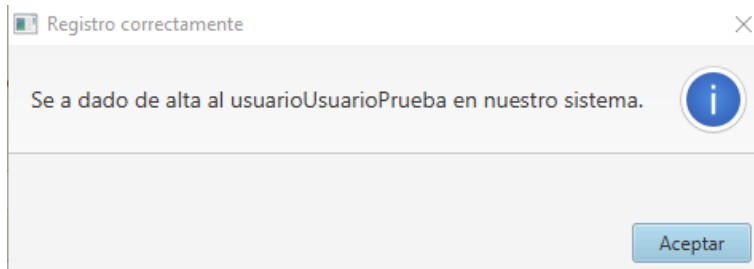 Registro correctamente
Se a dado de alta al usuarioUsuarioPrueba en nuestro sistema.
Aceptar